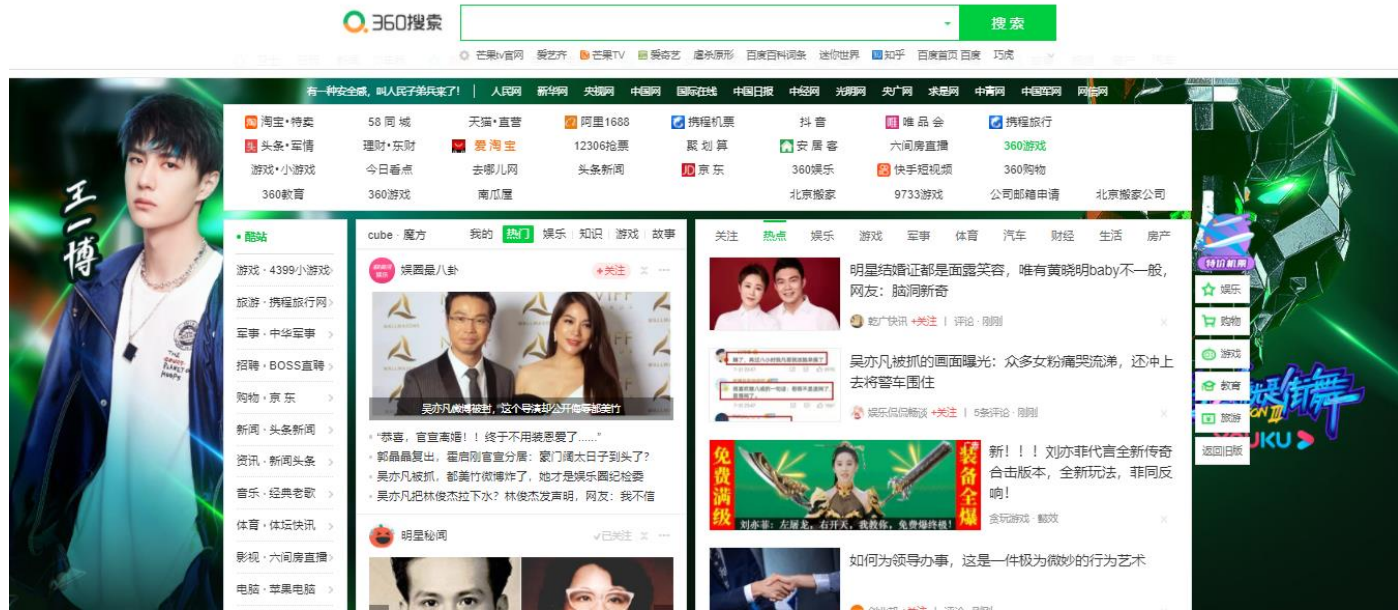 360搜索
搜索
芒果tv官网 爱艺齐 芒果TV 爱奇艺 虐杀原形 百度百科词条 迷你世界 知乎 百度首页 百度 巧虎
有一种安全感，叫人民子弟兵来了！ | 人民网 新华网 央视网 中国网 国际在线 中国日报 中经网 光明网 央广网 求是网 中青网 中国军网 网信网
淘宝•特卖 58同城 天猫•直营 阿里1688 携程机票 抖音 唯品会 携程旅行
头条•军情 理财•东财 爱淘宝 12306抢票 聚划算 安居客 六间房直播 360游戏
游戏•小游戏 今日看点 去哪儿网 头条新闻 京东 360娱乐 快手短视频 360购物
360教育 360游戏 南瓜屋 北京搬家 9733游戏 公司邮箱申请 北京搬家公司
王一博
• 酷站
游戏 · 4399小游戏
旅游 · 携程旅行网
军事 · 中华军事
招聘 · BOSS直聘
购物 · 京东
新闻 · 头条新闻
资讯 · 新闻头条
音乐 · 经典老歌
体育 · 体坛快讯
影视 · 六间房直播
电脑 · 苹果电脑
cube · 魔方 我的 热门 娱乐 知识 游戏 故事
娱圈最八卦 +关注
吴亦凡微博被封，这个导演却公开侮辱都美竹
“恭喜，官宣离婚！！终于不用装恩爱了......”
郭晶晶复出，霍启刚官宣分居：豪门阔太日子到头了？
吴亦凡被抓，都美竹微博炸了，她才是娱乐圈纪检委
吴亦凡把林俊杰拉下水？林俊杰发声明，网友：我不信
明星秘闻 ✓已关注
关注 热点 娱乐 游戏 军事 体育 汽车 财经 生活 房产
明星结婚证都是面露笑容，唯有黄晓明baby不一般，
网友：脑洞新奇
乾广快讯 +关注 | 评论 · 刚刚
吴亦凡被抓的画面曝光：众多女粉痛哭流涕，还冲上
去将警车围住
娱乐侃侃畅谈 +关注 | 5条评论 · 刚刚
免费满级
装备全爆
刘亦菲：左屠龙，右开天，我教你，免费爆终极！
新！！！刘亦菲代言全新传奇
合击版本，全新玩法，菲同反
响！
贪玩游戏 · 懿效
如何为领导办事，这是一件极为微妙的行为艺术
特价机票
娱乐
购物
游戏
教育
旅游
返回旧版
街舞
YOUKU